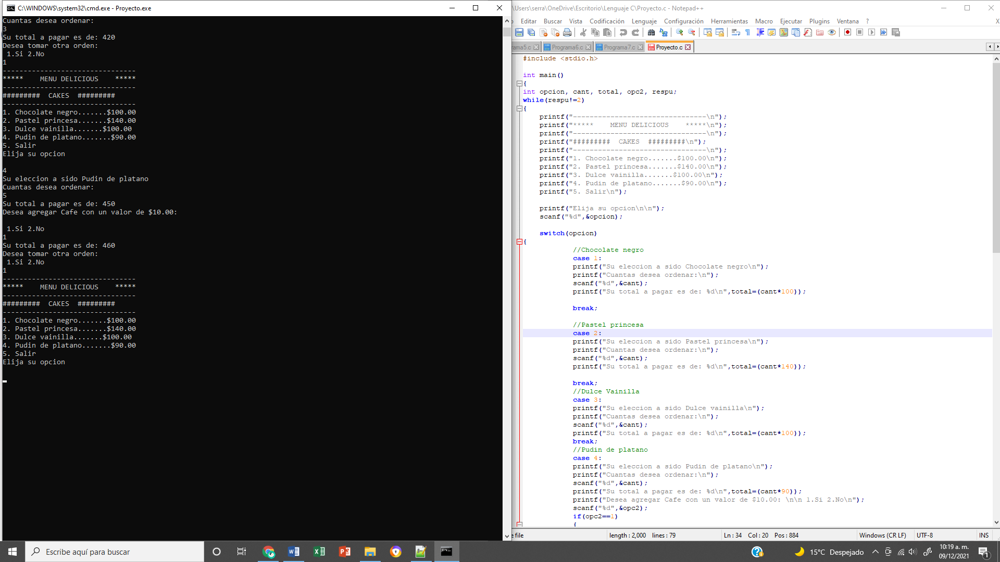 C:\WINDOWS\system32\cmd.exe - Proyecto.exe
Cuantas desea ordenar:
3
Su total a pagar es de: 420
Desea tomar otra orden:
1.Si 2.No
1
--------------------------------
*****    MENU DELICIOUS    *****
--------------------------------
#########  CAKES  #########
--------------------------------
1. Chocolate negro.......$100.00
2. Pastel princesa.......$140.00
3. Dulce vainilla.......$100.00
4. Pudin de platano.......$90.00
5. Salir
Elija su opcion
4
Su eleccion a sido Pudin de platano
Cuantas desea ordenar:
5
Su total a pagar es de: 450
Desea agregar Cafe con un valor de $10.00:
1.Si 2.No
1
Su total a pagar es de: 460
Desea tomar otra orden:
1.Si 2.No
1
--------------------------------
*****    MENU DELICIOUS    *****
--------------------------------
#########  CAKES  #########
--------------------------------
1. Chocolate negro.......$100.00
2. Pastel princesa.......$140.00
3. Dulce vainilla.......$100.00
4. Pudin de platano.......$90.00
5. Salir
Elija su opcion
\Users\serra\OneDrive\Escritorio\Lenguaje C\Proyecto.c - Notepad++
Editar Buscar Vista Codificación Lenguaje Configuración Herramientas Macro Ejecutar Plugins Ventana ? X
rama5.c Programa6.c Programa7.c Proyecto.c
#include <stdio.h>
int main()
{
int opcion, cant, total, opc2, respu;
while(respu!=2)
{
printf("--------------------------------\n");
printf("*****    MENU DELICIOUS    *****\n");
printf("--------------------------------\n");
printf("#########  CAKES  #########\n");
printf("--------------------------------\n");
printf("1. Chocolate negro.......$100.00\n");
printf("2. Pastel princesa.......$140.00\n");
printf("3. Dulce vainilla.......$100.00\n");
printf("4. Pudin de platano.......$90.00\n");
printf("5. Salir\n");
printf("Elija su opcion\n\n");
scanf("%d",&opcion);
switch(opcion)
{
//Chocolate negro
case 1:
printf("Su eleccion a sido Chocolate negro\n");
printf("Cuantas desea ordenar:\n");
scanf("%d",&cant);
printf("Su total a pagar es de: %d\n",total=(cant*100));
break;
//Pastel princesa
case 2:
printf("Su eleccion a sido Pastel princesa\n");
printf("Cuantas desea ordenar:\n");
scanf("%d",&cant);
printf("Su total a pagar es de: %d\n",total=(cant*140));
break;
//Dulce Vainilla
case 3:
printf("Su eleccion a sido Dulce vainilla\n");
printf("Cuantas desea ordenar:\n");
scanf("%d",&cant);
printf("Su total a pagar es de: %d\n",total=(cant*100));
break;
//Pudin de platano
case 4:
printf("Su eleccion a sido Pudin de platano\n");
printf("Cuantas desea ordenar:\n");
scanf("%d",&cant);
printf("Su total a pagar es de: %d\n",total=(cant*90));
printf("Desea agregar Cafe con un valor de $10.00: \n\n 1.Si 2.No\n");
scanf("%d",&opc2);
if(opc2==1)
{
e file length : 2,000 lines : 79 Ln : 34 Col : 20 Pos : 884 Windows (CR LF) UTF-8 INS
Escribe aquí para buscar
15°C Despejado
10:19 a. m.
09/12/2021
1